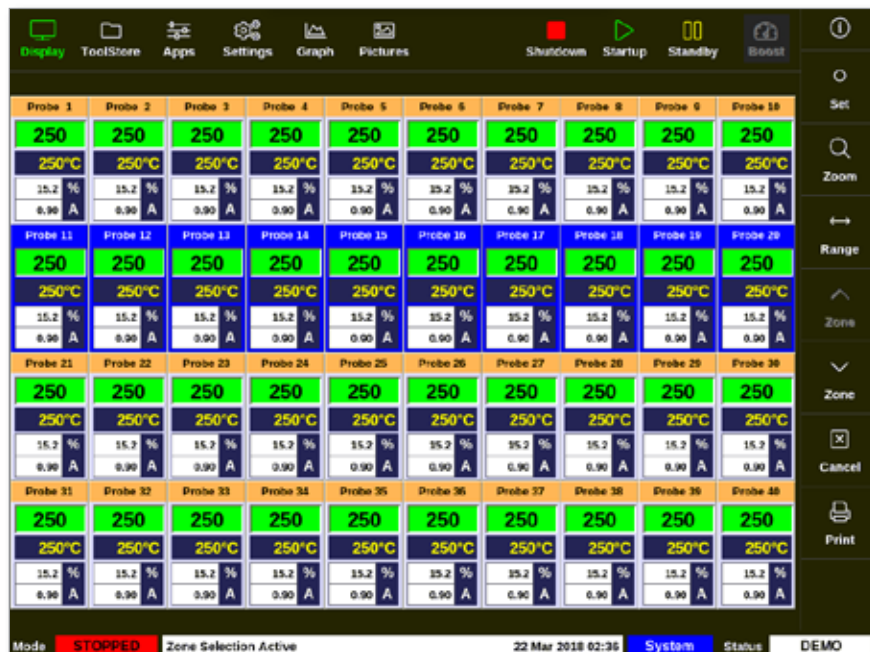 Display ToolStore Apps Settings Graph Pictures Shutdown Startup Standby Boost
Set
Zoom
Range
Zone
Zone
Cancel
Print
Probe 1 Probe 2 Probe 3 Probe 4 Probe 5 Probe 6 Probe 7 Probe 8 Probe 9 Probe 10
250 250 250 250 250 250 250 250 250 250
250°C 250°C 250°C 250°C 250°C 250°C 250°C 250°C 250°C 250°C
15.2 % 15.2 % 15.2 % 15.2 % 15.2 % 15.2 % 15.2 % 15.2 % 15.2 % 15.2 %
0.90 A 0.90 A 0.90 A 0.90 A 0.90 A 0.90 A 0.90 A 0.90 A 0.90 A 0.90 A
Probe 11 Probe 12 Probe 13 Probe 14 Probe 15 Probe 16 Probe 17 Probe 18 Probe 19 Probe 20
250 250 250 250 250 250 250 250 250 250
250°C 250°C 250°C 250°C 250°C 250°C 250°C 250°C 250°C 250°C
15.2 % 15.2 % 15.2 % 15.2 % 15.2 % 15.2 % 15.2 % 15.2 % 15.2 % 15.2 %
0.90 A 0.90 A 0.90 A 0.90 A 0.90 A 0.90 A 0.90 A 0.90 A 0.90 A 0.90 A
Probe 21 Probe 22 Probe 23 Probe 24 Probe 25 Probe 26 Probe 27 Probe 28 Probe 29 Probe 30
250 250 250 250 250 250 250 250 250 250
250°C 250°C 250°C 250°C 250°C 250°C 250°C 250°C 250°C 250°C
15.2 % 15.2 % 15.2 % 15.2 % 15.2 % 15.2 % 15.2 % 15.2 % 15.2 % 15.2 %
0.90 A 0.90 A 0.90 A 0.90 A 0.90 A 0.90 A 0.90 A 0.90 A 0.90 A 0.90 A
Probe 31 Probe 32 Probe 33 Probe 34 Probe 35 Probe 36 Probe 37 Probe 38 Probe 39 Probe 40
250 250 250 250 250 250 250 250 250 250
250°C 250°C 250°C 250°C 250°C 250°C 250°C 250°C 250°C 250°C
15.2 % 15.2 % 15.2 % 15.2 % 15.2 % 15.2 % 15.2 % 15.2 % 15.2 % 15.2 %
0.90 A 0.90 A 0.90 A 0.90 A 0.90 A 0.90 A 0.90 A 0.90 A 0.90 A 0.90 A
Mode STOPPED Zone Selection Active 22 Mar 2018 02:36 System Status DEMO